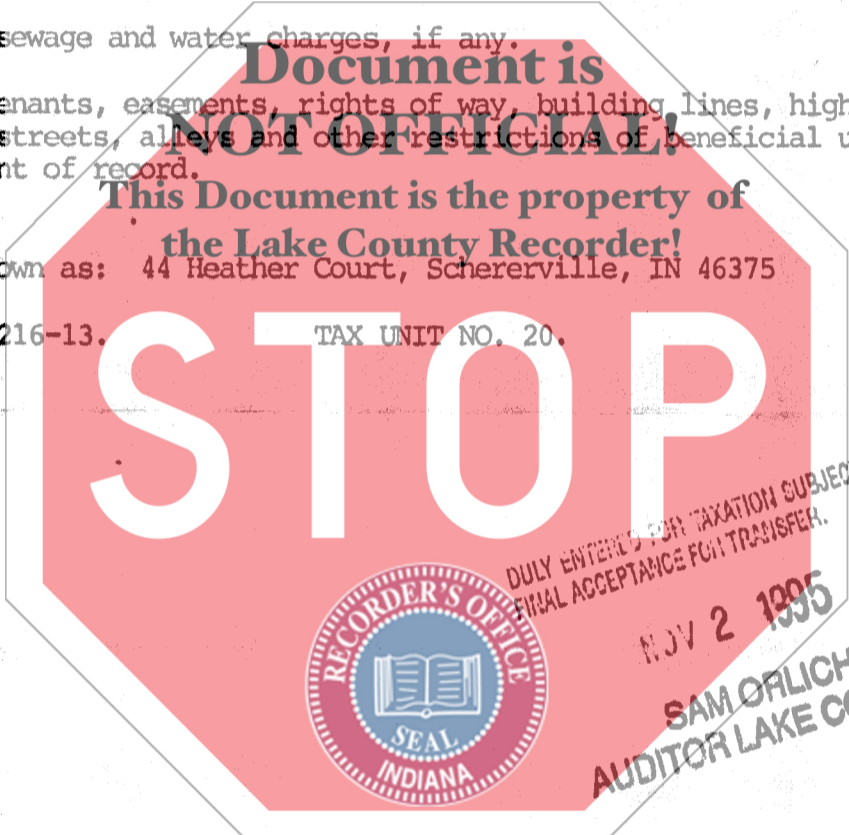 sewage and water charges, if any.
Document is
enants, easements, rights of way, building lines, high
NOT OFFICIAL!
streets, alleys and other restrictions of beneficial u
nt of record.
This Document is the property of
the Lake County Recorder!
own as: 44 Heather Court, Schererville, IN 46375
216-13. TAX UNIT NO. 20.
STOP
DULY ENTERED FOR TAXATION SUBJEC
FINAL ACCEPTANCE FOR TRANSFER.
NOV 2 1995
SAM ORLICH
AUDITOR LAKE CO
RECORDER'S OFFICE
SEAL
INDIANA